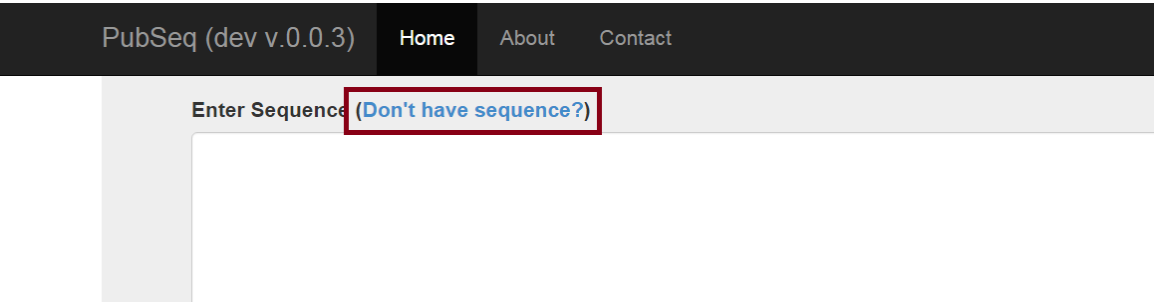 PubSeq (dev v.0.0.3) Home About Contact
Enter Sequence (Don't have sequence?)